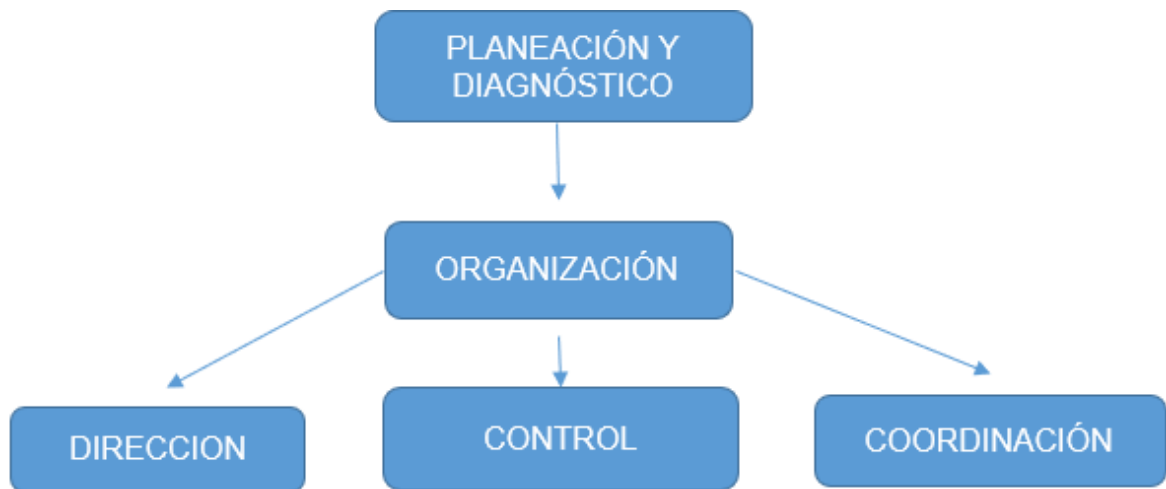 PLANEACIÓN Y
DIAGNÓSTICO
ORGANIZACIÓN
DIRECCION
CONTROL
COORDINACIÓN